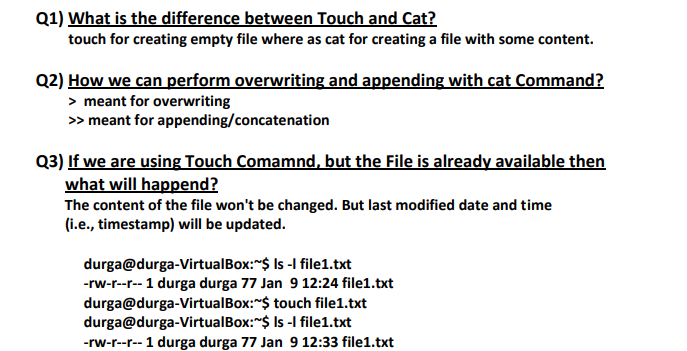 Q1) What is the difference between Touch and Cat?
touch for creating empty file where as cat for creating a file with some content.
Q2) How we can perform overwriting and appending with cat Command?
> meant for overwriting
>> meant for appending/concatenation
Q3) If we are using Touch Comamnd, but the File is already available then
what will happend?
The content of the file won't be changed. But last modified date and time
(i.e., timestamp) will be updated.
durga@durga-VirtualBox:~$ ls -l file1.txt
-rw-r--r-- 1 durga durga 77 Jan 9 12:24 file1.txt
durga@durga-VirtualBox:~$ touch file1.txt
durga@durga-VirtualBox:~$ ls -l file1.txt
-rw-r--r-- 1 durga durga 77 Jan 9 12:33 file1.txt